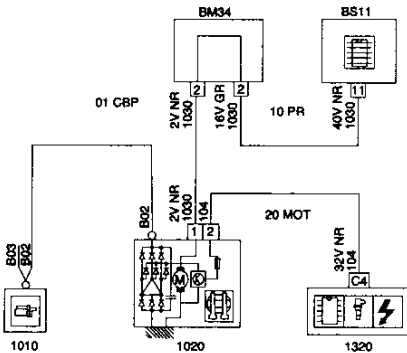 BM34
BS11
2
2
11
01 CBP
2V NR
1030
16V GR
1030
10 PR
40V NR
1030
B02
2V NR
1030
104
20 MOT
1
2
32V NR
104
C4
B03
B02
M
1010
1020
1320